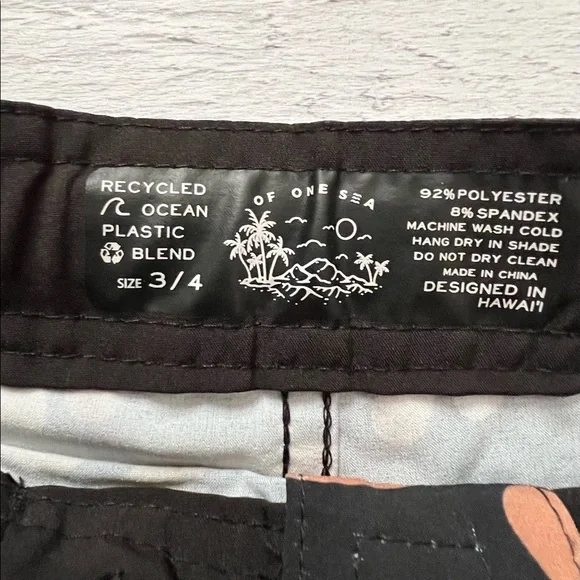 RECYCLED
OCEAN
PLASTIC
BLEND
SIZE 3/4
OF ONE SEA
92% POLYESTER
8% SPANDEX
MACHINE WASH COLD
HANG DRY IN SHADE
DO NOT DRY CLEAN
MADE IN CHINA
DESIGNED IN
HAWAI'I